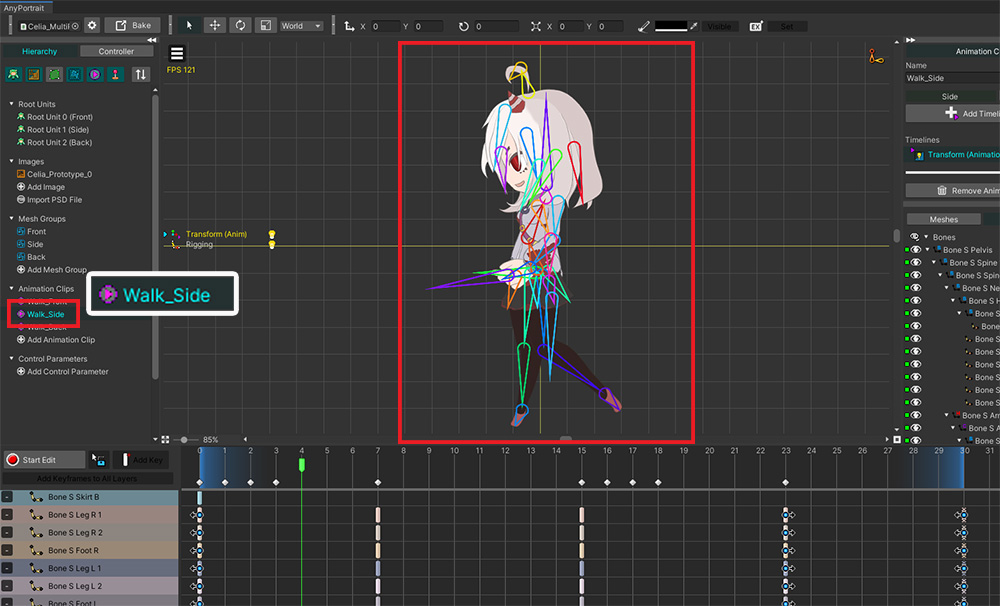 AnyPortrait
Celia_MultiF
Bake
World
X 0 Y 0
0
X 0 Y 0
Visible
Set
Hierarchy
Controller
FPS 121
Root Units
Root Unit 0 (Front)
Root Unit 1 (Side)
Root Unit 2 (Back)
Images
Celia_Prototype_0
Add Image
Import PSD File
Mesh Groups
Front
Side
Back
Add Mesh Group
Animation Clips
Walk_Front
Walk_Side
Walk_Back
Add Animation Clip
Control Parameters
Add Control Parameter
Walk_Side
Transform (Anim)
Rigging
85%
Animation C
Name
Walk_Side
Side
Add Timeli
Timelines
Transform (Animatio
Remove Anim
Meshes
Bones
Bone S Pelvis
Bone S Spine
Bone S Spin
Bone S Ne
Bone S H
Bone S
Bone
Bone S
Bone S
Bone S
Bone S
Bone S
Bone S
Bone S Ar
Bone S A
Bone S
Start Edit
Add Key
Add Keyframes to All Layers
0 1 2 3 4 5 6 7 8 9 10 11 12 13 14 15 16 17 18 19 20 21 22 23 24 25 26 27 28 29 30 31
Bone S Skirt B
Bone S Leg R 1
Bone S Leg R 2
Bone S Foot R
Bone S Leg L 1
Bone S Leg L 2
Bone S Foot L